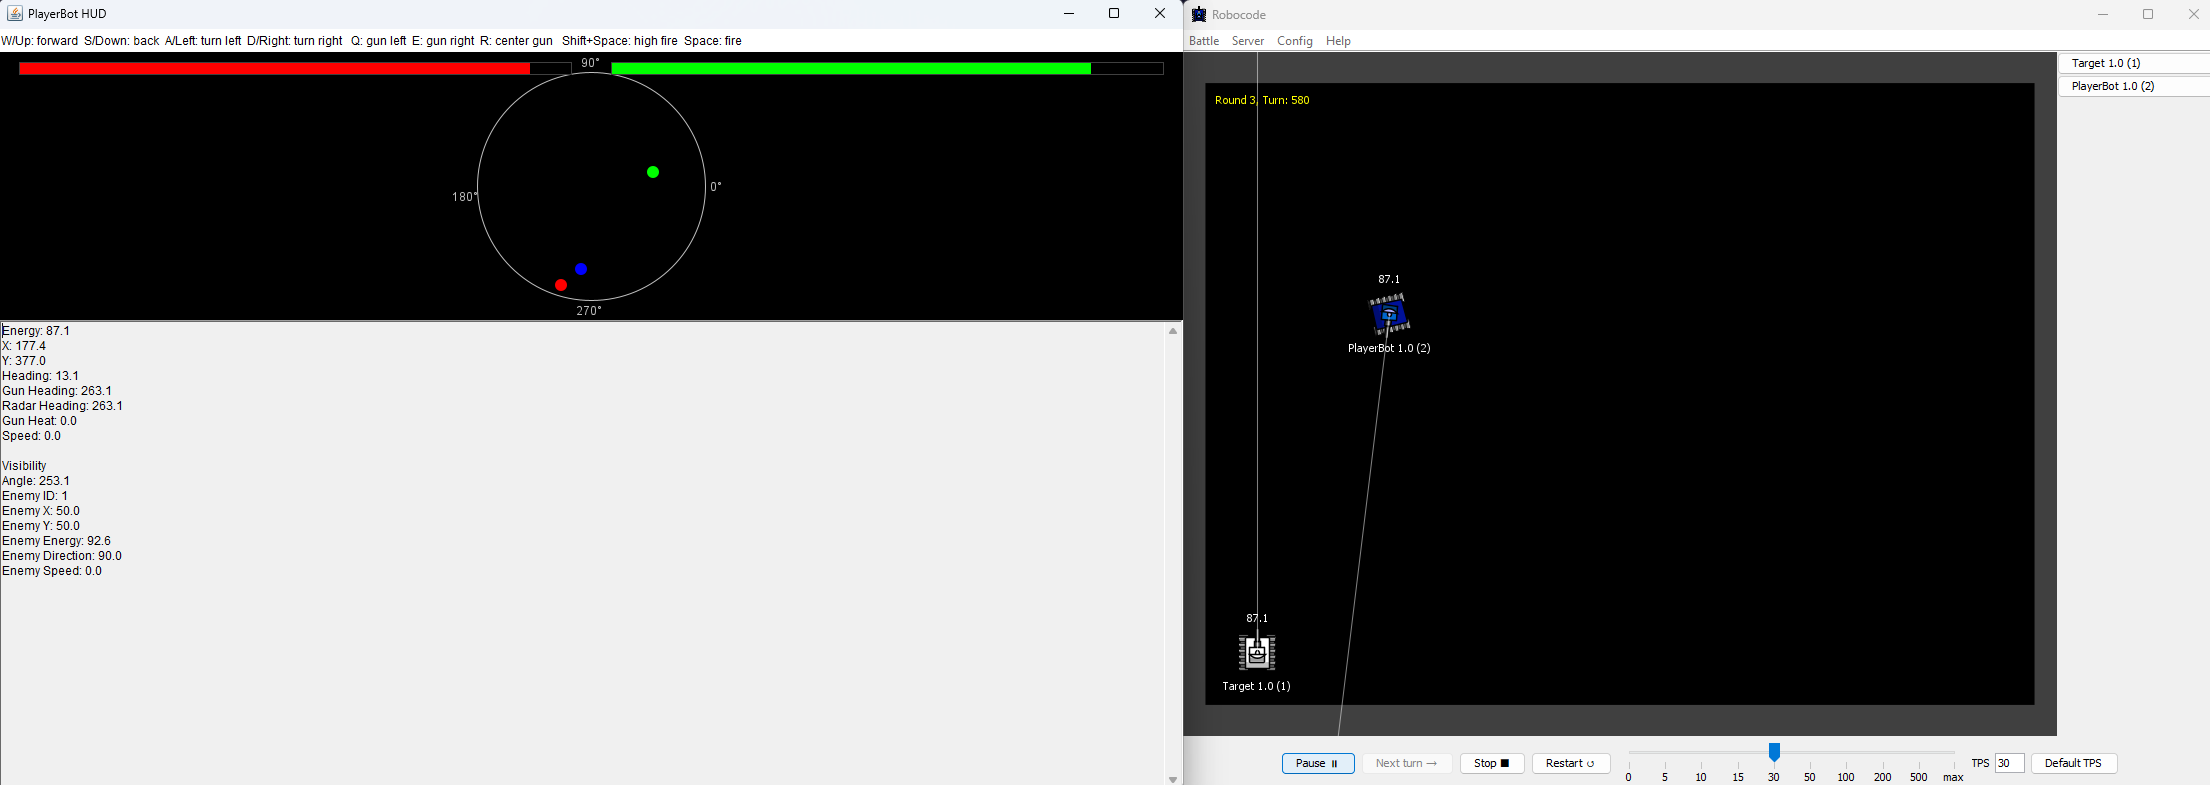 PlayerBot HUD
W/Up: forward S/Down: back A/Left: turn left D/Right: turn right Q: gun left E: gun right R: center gun Shift+Space: high fire Space: fire
90°
0°
180°
270°
Energy: 87.1
X: 177.4
Y: 377.0
Heading: 13.1
Gun Heading: 263.1
Radar Heading: 263.1
Gun Heat: 0.0
Speed: 0.0
Visibility
Angle: 253.1
Enemy ID: 1
Enemy X: 50.0
Enemy Y: 50.0
Enemy Energy: 92.6
Enemy Direction: 90.0
Enemy Speed: 0.0
Robocode
Battle Server Config Help
Round 3, Turn: 580
87.1
PlayerBot 1.0 (2)
87.1
Target 1.0 (1)
Target 1.0 (1)
PlayerBot 1.0 (2)
Pause Next turn → Stop Restart
0 5 10 15 30 50 100 200 500 max
TPS 30 Default TPS